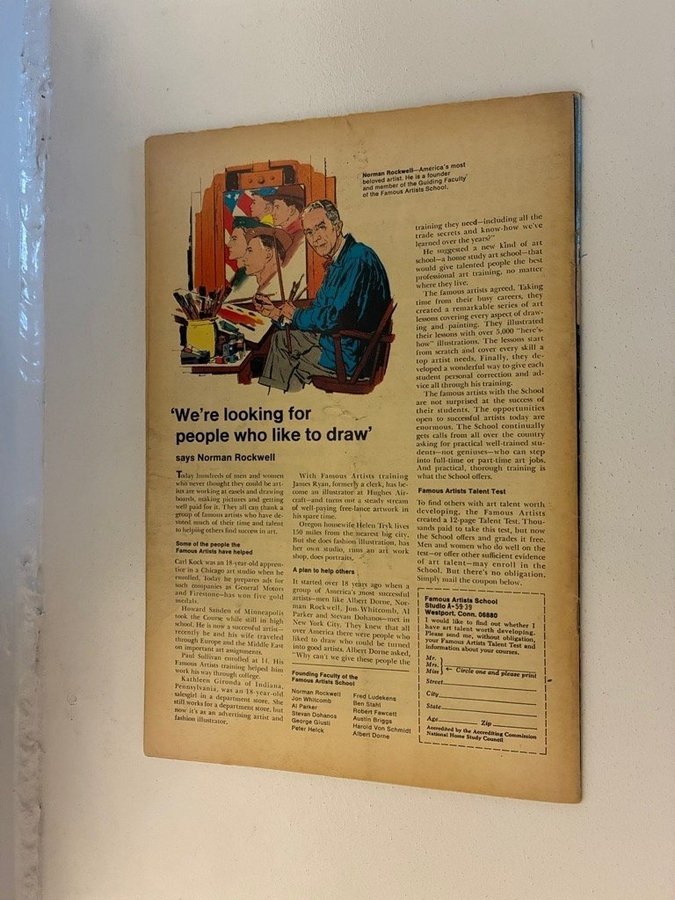 Norman Rockwell—America's most
beloved artist. He is a founder
and member of the Guiding Faculty
of the Famous Artists School.
'We're looking for
people who like to draw'
says Norman Rockwell
Today hundreds of men and women
who never thought they could be art-
ists are working at easels and drawing
boards, making pictures and getting
well paid for it. They all can thank a
group of famous artists who have de-
voted much of their time and talent
to helping others find success in art.
Some of the people the
Famous Artists have helped
Carl Kock was an 18-year-old appren-
tice in a Chicago art studio when he
enrolled. Today he prepares ads for
such companies as General Motors
and Firestone—has won five gold
medals.
Howard Sanden of Minneapolis
took the Course while still in high
school. He is now a successful artist—
recently he and his wife traveled
through Europe and the Middle East
on important art assignments.
Paul Sullivan enrolled at 14. His
Famous Artists training helped him
work his way through college.
Kathleen Gironda of Indiana,
Pennsylvania, was an 18-year-old
salesgirl in a department store. She
still works for a department store, but
now it's as an advertising artist and
fashion illustrator.
With Famous Artists training
James Ryan, formerly a clerk, has be-
come an illustrator at Hughes Air-
craft—and turns out a steady stream
of well-paying free-lance artwork in
his spare time.
Oregon housewife Helen Tryk lives
150 miles from the nearest big city.
But she does fashion illustration, has
her own studio, runs an art work
shop, does portraits.
A plan to help others
It started over 18 years ago when a
group of America's most successful
artists—men like Albert Dorne, Nor-
man Rockwell, Jon Whitcomb, Al
Parker and Stevan Dohanos—met in
New York City. They knew that all
over America there were people who
liked to draw who could be turned
into good artists. Albert Dorne asked,
"Why can't we give these people the
Founding Faculty of the
Famous Artists School
Norman Rockwell
Jon Whitcomb
Al Parker
Stevan Dohanos
George Giusti
Peter Helck
Fred Ludekens
Ben Stahl
Robert Fawcett
Austin Briggs
Harold Von Schmidt
Albert Dorne
training they need—including all the
trade secrets and know-how we've
learned over the years?"
He suggested a new kind of art
school—a home study art school—that
would give talented people the best
professional art training, no matter
where they live.
The famous artists agreed. Taking
time from their busy careers, they
created a remarkable series of art
lessons covering every aspect of draw-
ing and painting. They illustrated
their lessons with over 5,000 "here's-
how" illustrations. The lessons start
from scratch and cover every skill a
top artist needs. Finally, they de-
veloped a wonderful way to give each
student personal correction and ad-
vice all through his training.
The famous artists with the School
are not surprised at the success of
their students. The opportunities
open to successful artists today are
enormous. The School continually
gets calls from all over the country
asking for practical well-trained stu-
dents—not geniuses—who can step
into full-time or part-time art jobs.
And practical, thorough training is
what the School offers.
Famous Artists Talent Test
To find others with art talent worth
developing, the Famous Artists
created a 12-page Talent Test. Thou-
sands paid to take this test, but now
the School offers and grades it free.
Men and women who do well on the
test—or offer other sufficient evidence
of art talent—may enroll in the
School. But there's no obligation.
Simply mail the coupon below.
Famous Artists School
Studio A-5939
Westport, Conn. 06880
I would like to find out whether I
have art talent worth developing.
Please send me, without obligation,
your Famous Artists Talent Test and
information about your courses.
Mr.
Mrs.
Miss
Circle one and please print
Street
City
State
Age Zip
Accredited by the Accrediting Commission
National Home Study Council